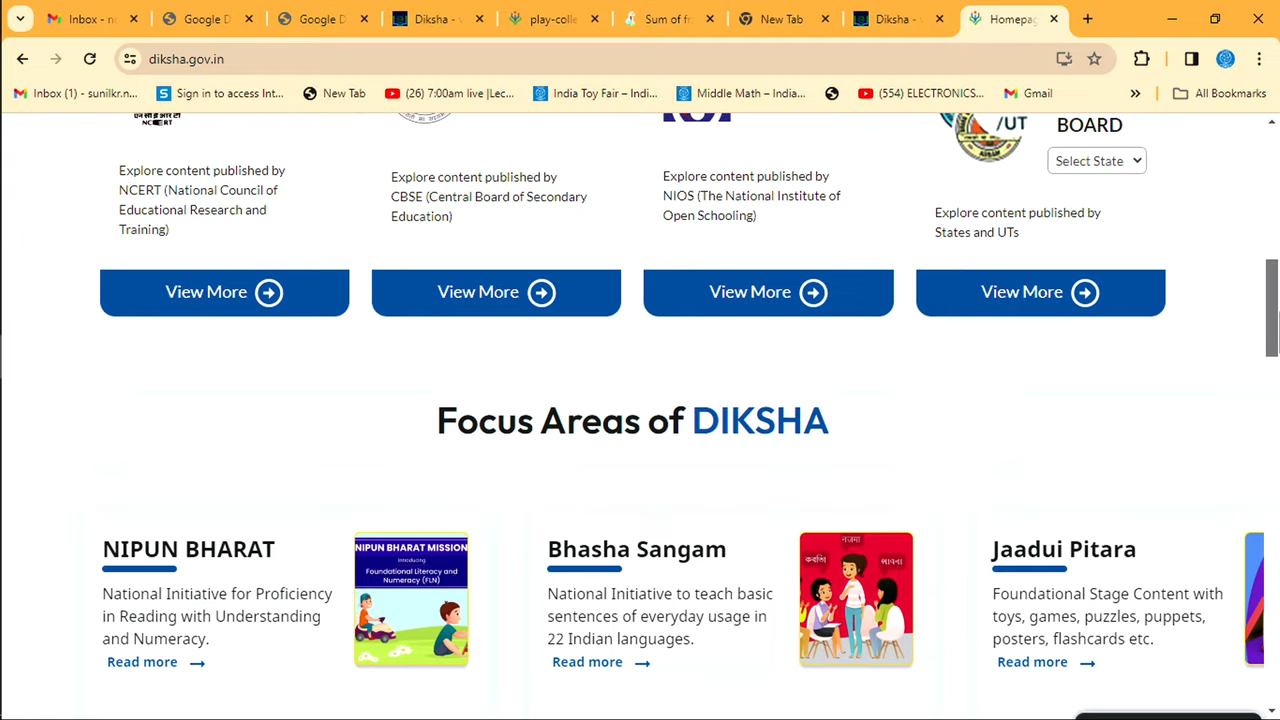 Inbox - n
Google D
Google D
Diksha - v
play-colle
Sum of fr
New Tab
Diksha - v
Homepag
diksha.gov.in
Inbox (1) - sunilkr.n...
Sign in to access Int...
New Tab
(26) 7:00am live |Lec...
India Toy Fair – Indi...
Middle Math – India...
(554) ELECTRONICS...
Gmail
All Bookmarks
एन सी ई आर टी
NCERT
/UT
BOARD
Select State
Explore content published by
NCERT (National Council of
Educational Research and
Training)
Explore content published by
CBSE (Central Board of Secondary
Education)
Explore content published by
NIOS (The National Institute of
Open Schooling)
Explore content published by
States and UTs
View More
View More
View More
View More
Focus Areas of DIKSHA
NIPUN BHARAT
National Initiative for Proficiency
in Reading with Understanding
and Numeracy.
Read more
NIPUN BHARAT MISSION
Introducing
Foundational Literacy and
Numeracy (FLN)
Bhasha Sangam
National Initiative to teach basic
sentences of everyday usage in
22 Indian languages.
Read more
Jaadui Pitara
Foundational Stage Content with
toys, games, puzzles, puppets,
posters, flashcards etc.
Read more